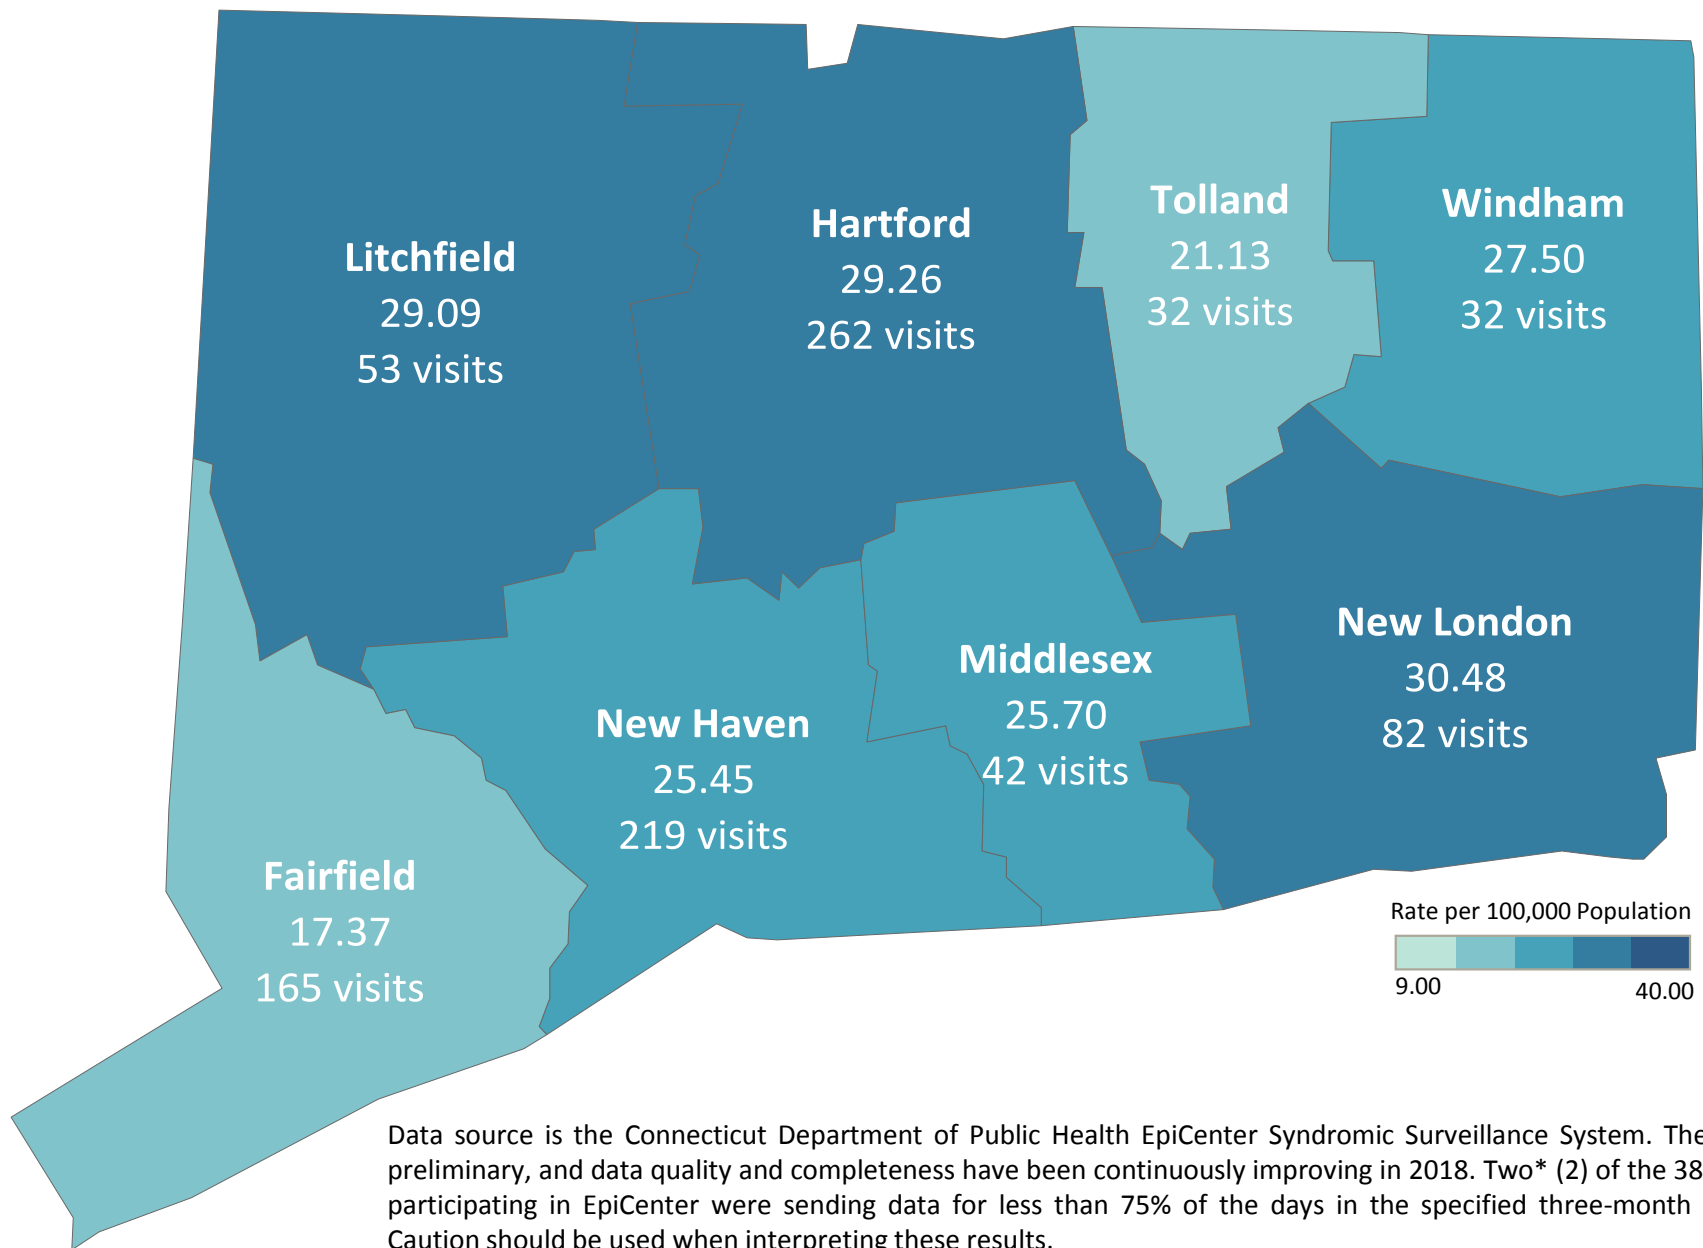 Litchfield
29.09
53 visits
Hartford
29.26
262 visits
Tolland
21.13
32 visits
Windham
27.50
32 visits
New London
30.48
82 visits
Middlesex
25.70
42 visits
New Haven
25.45
219 visits
Fairfield
17.37
165 visits
Rate per 100,000 Population
9.00
40.00
Data source is the Connecticut Department of Public Health EpiCenter Syndromic Surveillance System.
preliminary, and data quality and completeness have been continuously improving in 2018. Two* (2) of the 38
participating in EpiCenter were sending data for less than 75% of the days in the specified three-month
Caution should be used when interpreting these results.